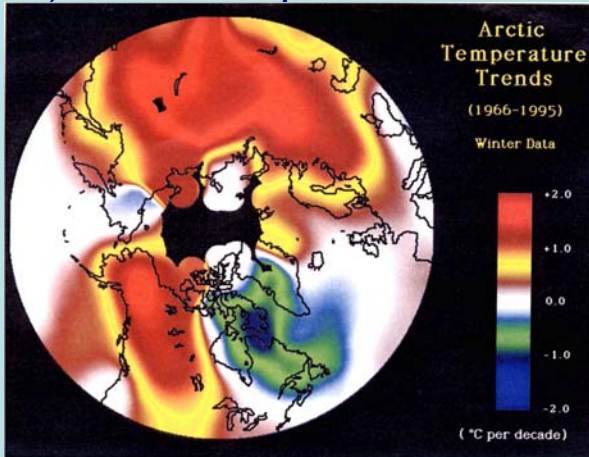 Arctic
Temperature
Trends
(1966-1995)
Winter Data
+2.0
+1.0
0.0
-1.0
-2.0
( °C per decade)